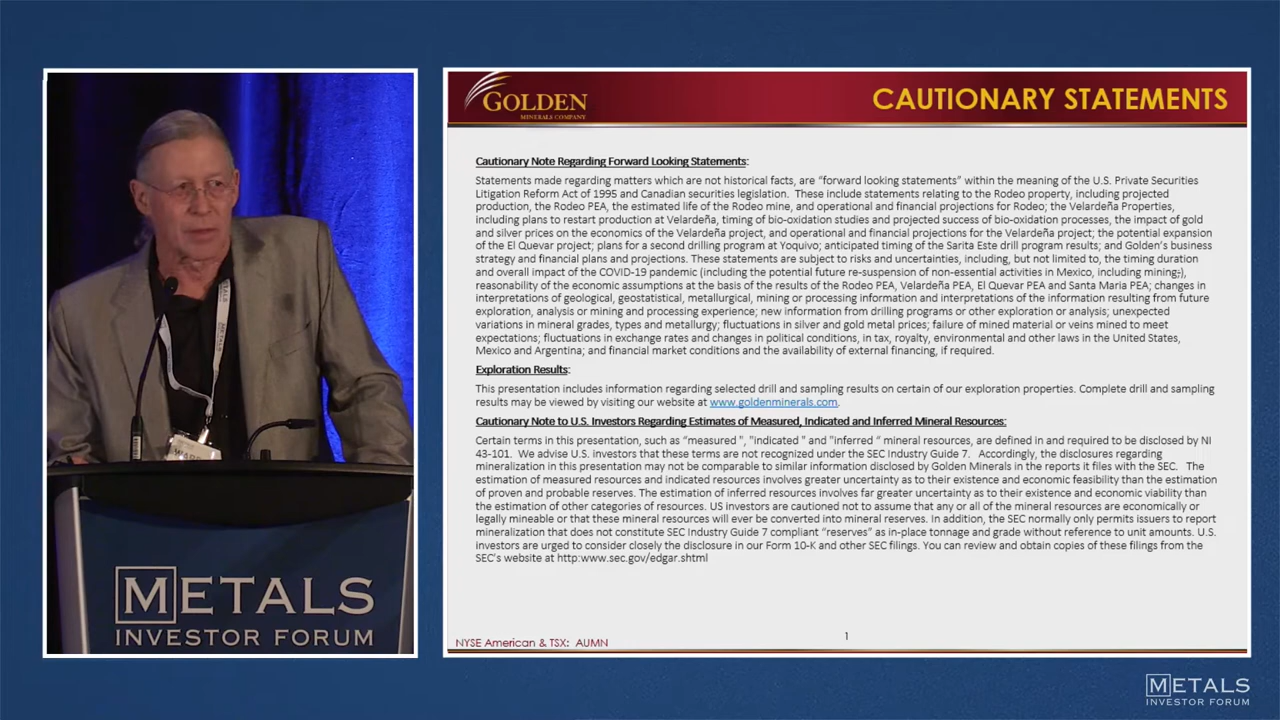 GOLDEN
MINERALS COMPANY
CAUTIONARY STATEMENTS
Cautionary Note Regarding Forward Looking Statements:
Statements made regarding matters which are not historical facts, are “forward looking statements” within the meaning of the U.S. Private Securities
Litigation Reform Act of 1995 and Canadian securities legislation. These include statements relating to the Rodeo property, including projected
production, the Rodeo PEA, the estimated life of the Rodeo mine, and operational and financial projections for Rodeo; the Velardeña Properties,
including plans to restart production at Velardeña, timing of bio-oxidation studies and projected success of bio-oxidation processes, the impact of gold
and silver prices on the economics of the Velardeña project, and operational and financial projections for the Velardeña project; the potential expansion
of the El Quevar project; plans for a second drilling program at Yoquivo; anticipated timing of the Sarita Este drill program results; and Golden’s business
strategy and financial plans and projections. These statements are subject to risks and uncertainties, including, but not limited to, the timing duration
and overall impact of the COVID-19 pandemic (including the potential future re-suspension of non-essential activities in Mexico, including mining;),
reasonability of the economic assumptions at the basis of the results of the Rodeo PEA, Velardeña PEA, El Quevar PEA and Santa Maria PEA; changes in
interpretations of geological, geostatistical, metallurgical, mining or processing information and interpretations of the information resulting from future
exploration, analysis or mining and processing experience; new information from drilling programs or other exploration or analysis; unexpected
variations in mineral grades, types and metallurgy; fluctuations in silver and gold metal prices; failure of mined material or veins mined to meet
expectations; fluctuations in exchange rates and changes in political conditions, in tax, royalty, environmental and other laws in the United States,
Mexico and Argentina; and financial market conditions and the availability of external financing, if required.
Exploration Results:
This presentation includes information regarding selected drill and sampling results on certain of our exploration properties. Complete drill and sampling
results may be viewed by visiting our website at www.goldenminerals.com.
Cautionary Note to U.S. Investors Regarding Estimates of Measured, Indicated and Inferred Mineral Resources:
Certain terms in this presentation, such as “measured ”, “indicated ” and “inferred “ mineral resources, are defined in and required to be disclosed by NI
43-101. We advise U.S. investors that these terms are not recognized under the SEC Industry Guide 7. Accordingly, the disclosures regarding
mineralization in this presentation may not be comparable to similar information disclosed by Golden Minerals in the reports it files with the SEC. The
estimation of measured resources and indicated resources involves greater uncertainty as to their existence and economic feasibility than the estimation
of proven and probable reserves. The estimation of inferred resources involves far greater uncertainty as to their existence and economic viability than
the estimation of other categories of resources. US investors are cautioned not to assume that any or all of the mineral resources are economically or
legally mineable or that these mineral resources will ever be converted into mineral reserves. In addition, the SEC normally only permits issuers to report
mineralization that does not constitute SEC Industry Guide 7 compliant “reserves” as in-place tonnage and grade without reference to unit amounts. U.S.
investors are urged to consider closely the disclosure in our Form 10-K and other SEC filings. You can review and obtain copies of these filings from the
SEC’s website at http:www.sec.gov/edgar.shtml
NYSE American & TSX: AUMN
1
METALS
INVESTOR FORUM
METALS
INVESTOR FORUM